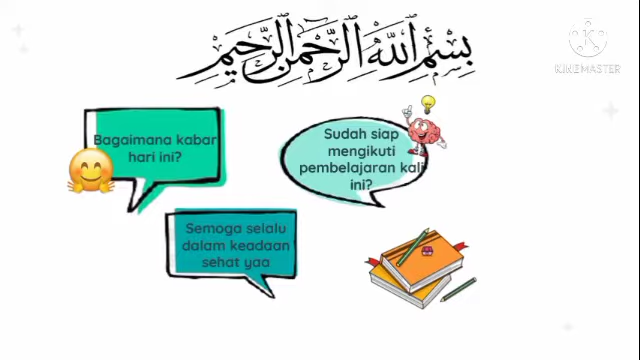 بِسْمِ اللَّهِ الرَّحْمَنِ الرَّحِيمِ
KINEMASTER
Bagaimana kabar
hari ini?
Sudah siap
mengikuti
pembelajaran kali
ini?
Semoga selalu
dalam keadaan
sehat yaa